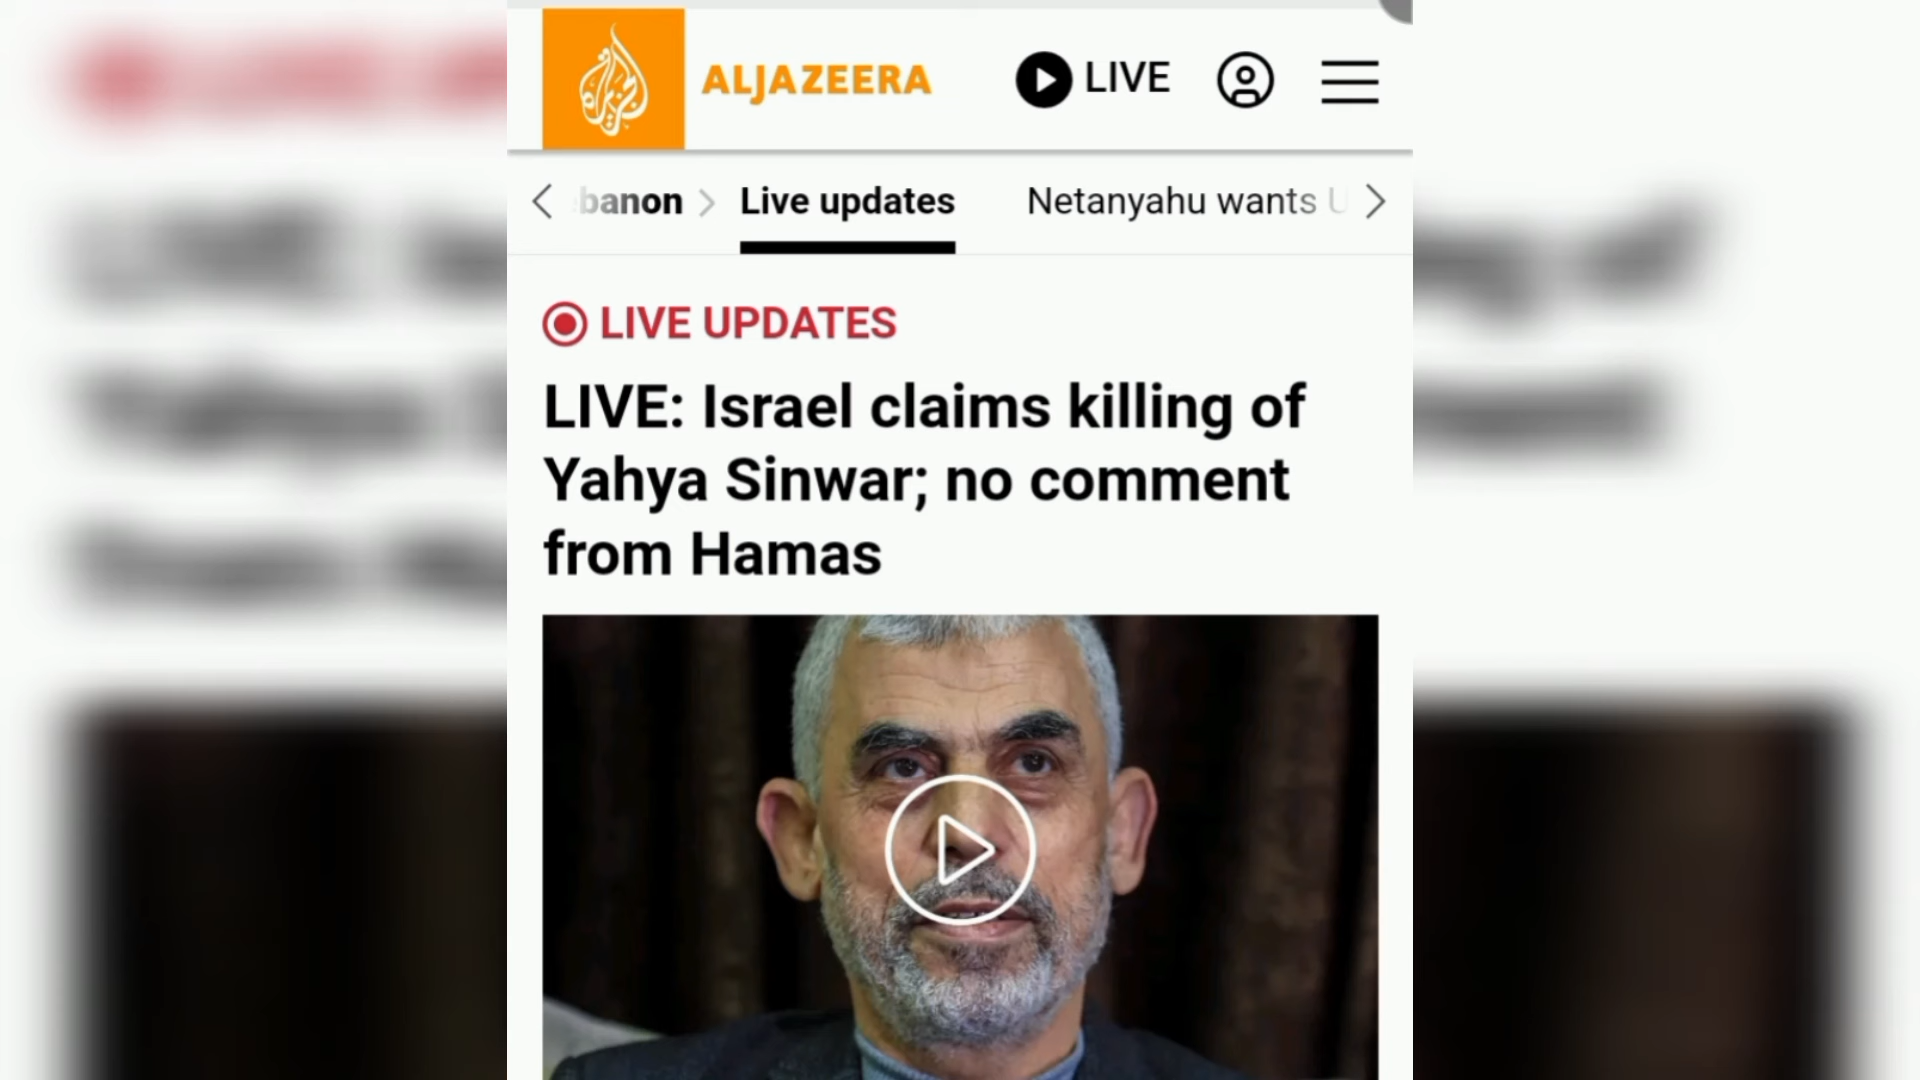 الجزيرة
ALJAZEERA
LIVE
banon
Live updates
Netanyahu wants U
LIVE UPDATES
LIVE: Israel claims killing of
Yahya Sinwar; no comment
from Hamas